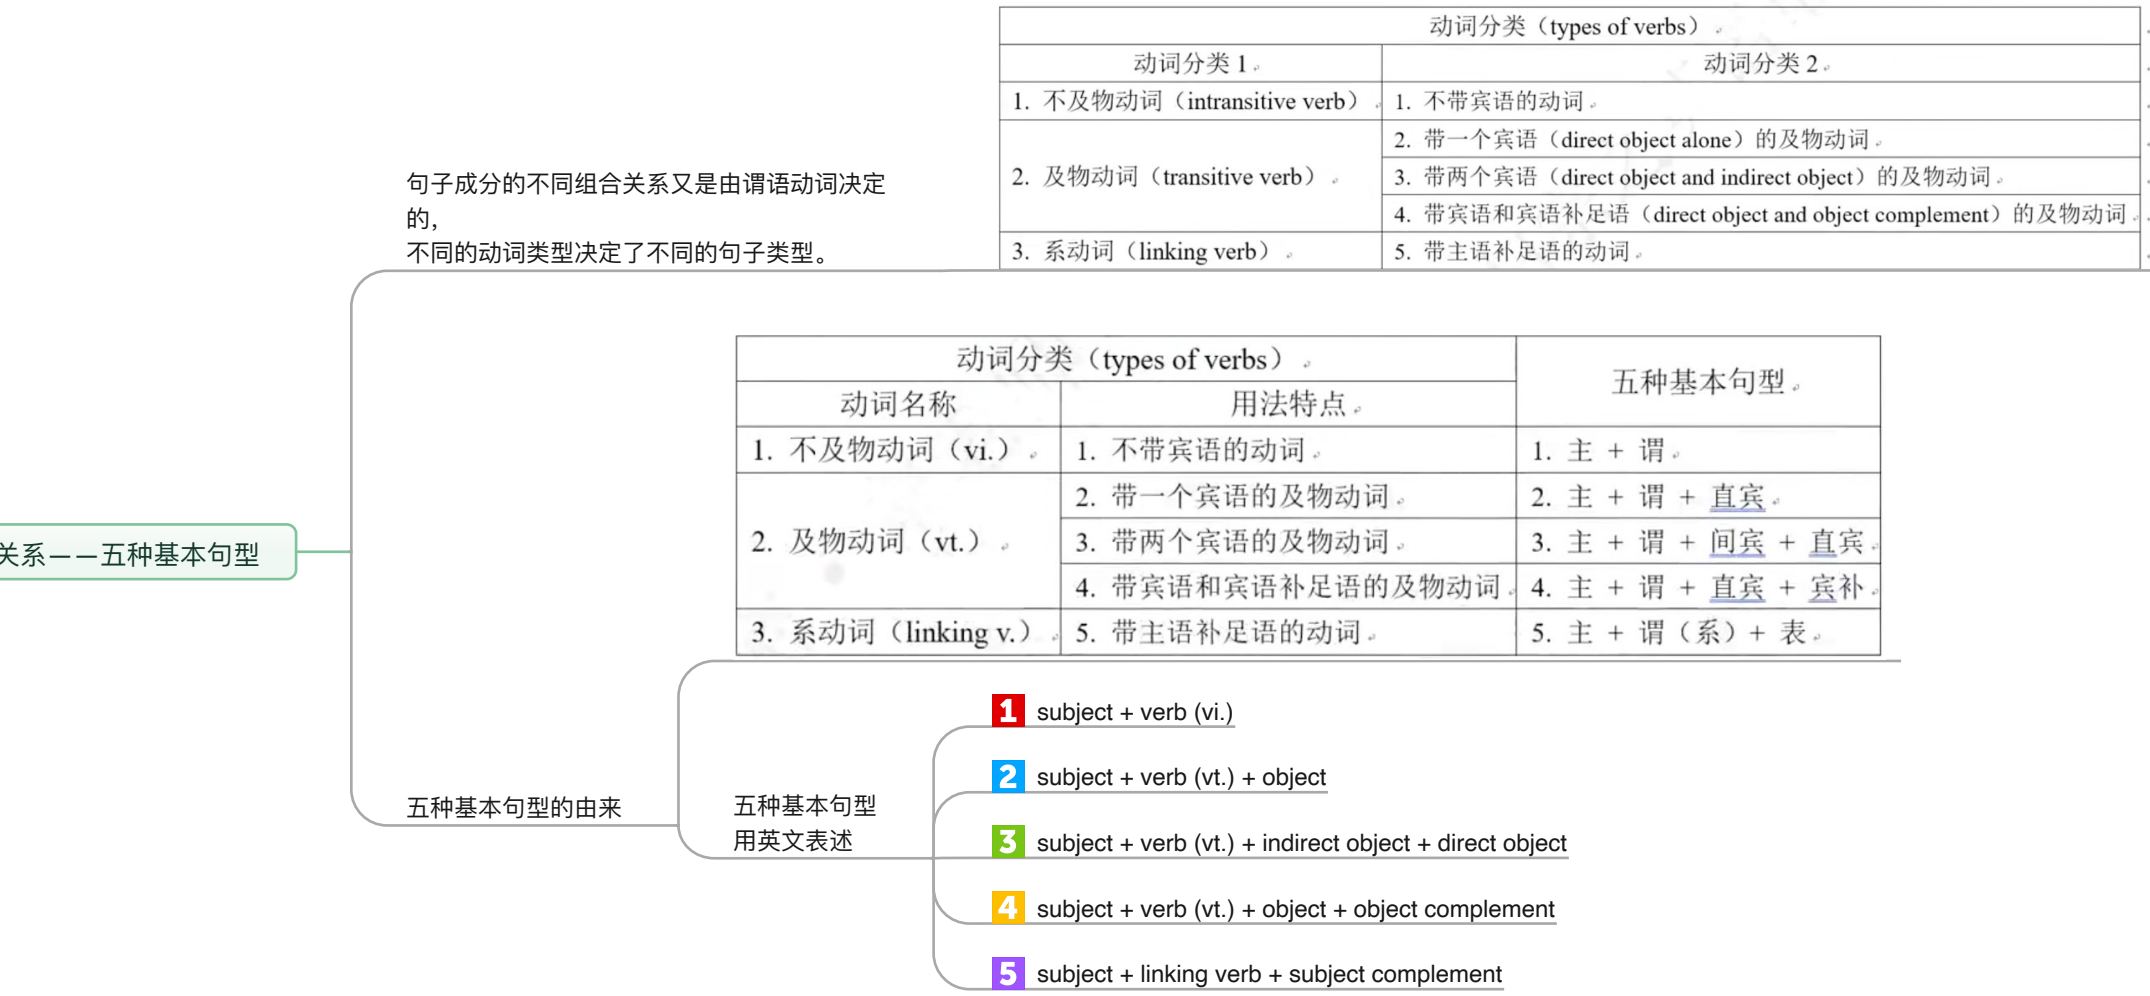 动词分类（types of verbs）
动词分类 1
动词分类 2
1. 不及物动词（intransitive verb）
1. 不带宾语的动词
2. 及物动词（transitive verb）
2. 带一个宾语（direct object alone）的及物动词
3. 带两个宾语（direct object and indirect object）的及物动词
4. 带宾语和宾语补足语（direct object and object complement）的及物动词
3. 系动词（linking verb）
5. 带主语补足语的动词
句子成分的不同组合关系又是由谓语动词决定
的，
不同的动词类型决定了不同的句子类型。
关系——五种基本句型
动词分类（types of verbs）
五种基本句型
动词名称
用法特点
1. 不及物动词（vi.）
1. 不带宾语的动词
1. 主 + 谓
2. 及物动词（vt.）
2. 带一个宾语的及物动词
2. 主 + 谓 + 直宾
3. 带两个宾语的及物动词
3. 主 + 谓 + 间宾 + 直宾
4. 带宾语和宾语补足语的及物动词
4. 主 + 谓 + 直宾 + 宾补
3. 系动词（linking v.）
5. 带主语补足语的动词
5. 主 + 谓（系）+ 表
五种基本句型的由来
五种基本句型
用英文表述
1 subject + verb (vi.)
2 subject + verb (vt.) + object
3 subject + verb (vt.) + indirect object + direct object
4 subject + verb (vt.) + object + object complement
5 subject + linking verb + subject complement